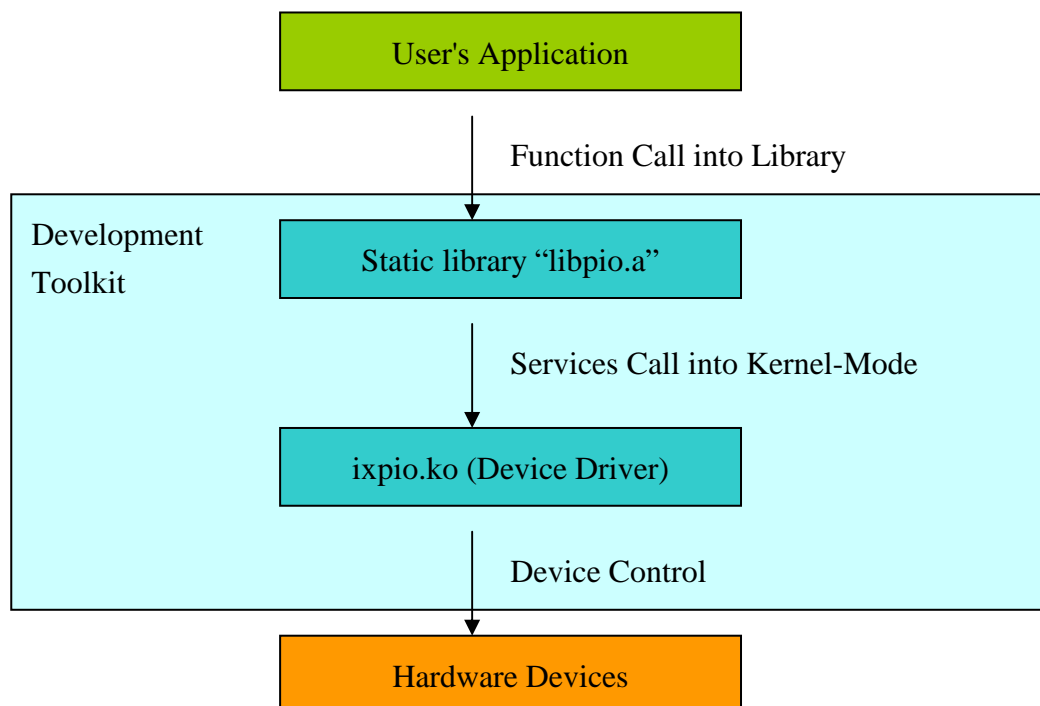 User's Application
Function Call into Library
Development
Toolkit
Static library “libpio.a”
Services Call into Kernel-Mode
ixpio.ko (Device Driver)
Device Control
Hardware Devices